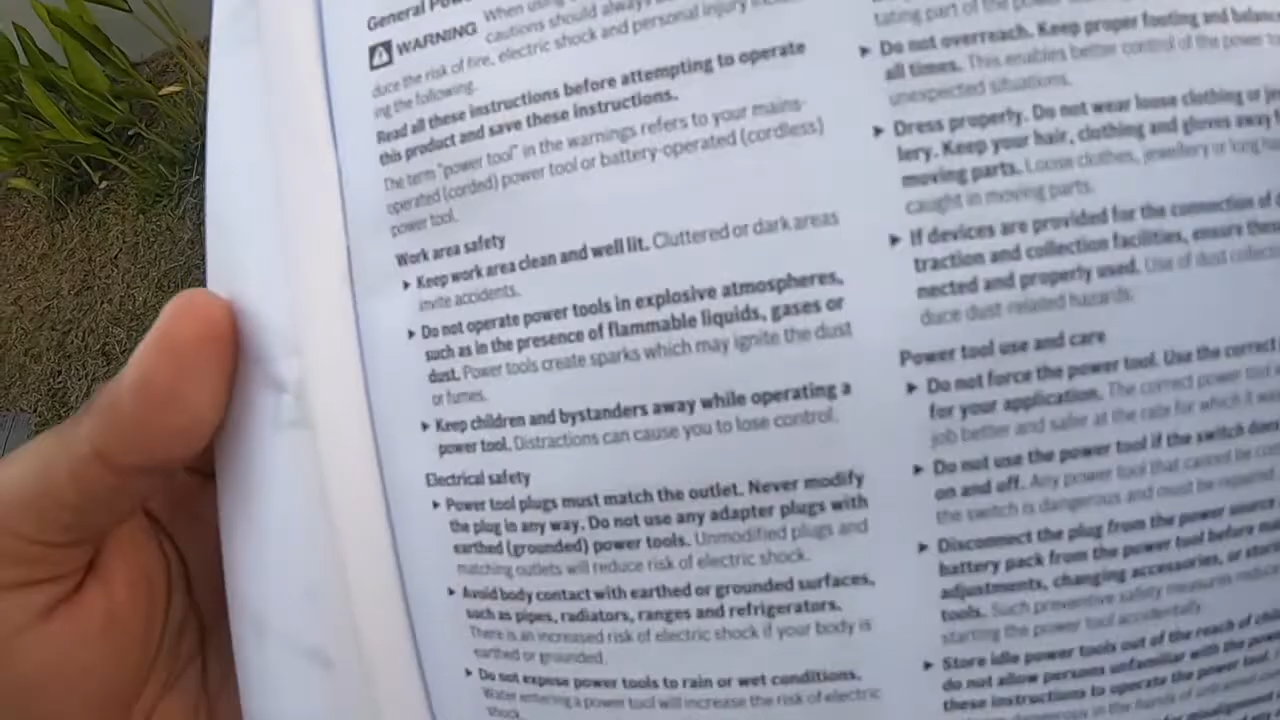 General
WARNING When using
cautions should always
duce the risk of fire, electric shock and personal injury
ing the following.
Read all these instructions before attempting to operate
this product and save these instructions.
The term "power tool" in the warnings refers to your mains-
operated (corded) power tool or battery-operated (cordless)
power tool.
Work area safety
Keep work area clean and well lit. Cluttered or dark areas
invite accidents.
Do not operate power tools in explosive atmospheres,
such as in the presence of flammable liquids, gases or
dust. Power tools create sparks which may ignite the dust
or fumes.
Keep children and bystanders away while operating a
power tool. Distractions can cause you to lose control.
Electrical safety
Power tool plugs must match the outlet. Never modify
the plug in any way. Do not use any adapter plugs with
earthed (grounded) power tools. Unmodified plugs and
matching outlets will reduce risk of electric shock.
Avoid body contact with earthed or grounded surfaces,
such as pipes, radiators, ranges and refrigerators.
There is an increased risk of electric shock if your body is
earthed or grounded.
Do not expose power tools to rain or wet conditions.
Water entering a power tool will increase the risk of electric
shock.
tating part of the
Do not overreach. Keep proper footing and
all times. This enables better control of the power
unexpected situations.
Dress properly. Do not wear loose clothing or
lery. Keep your hair, clothing and gloves away
moving parts. Loose clothes, jewellery or long
caught in moving parts.
If devices are provided for the connection of
traction and collection facilities, ensure
nected and properly used. Use of dust
duce dust-related hazards.
Power tool use and care
Do not force the power tool. Use the correct
for your application. The correct power tool
job better and safer at the rate for which it
Do not use the power tool if the switch
on and off. Any power tool that cannot be
the switch is dangerous and must be
Disconnect the plug from the power source
battery pack from the power tool before
adjustments, changing accessories, or
tools. Such preventive safety measures
starting the power tool accidentally.
Store idle power tools out of the reach of
do not allow persons unfamiliar with the
these instructions to operate the power tool.